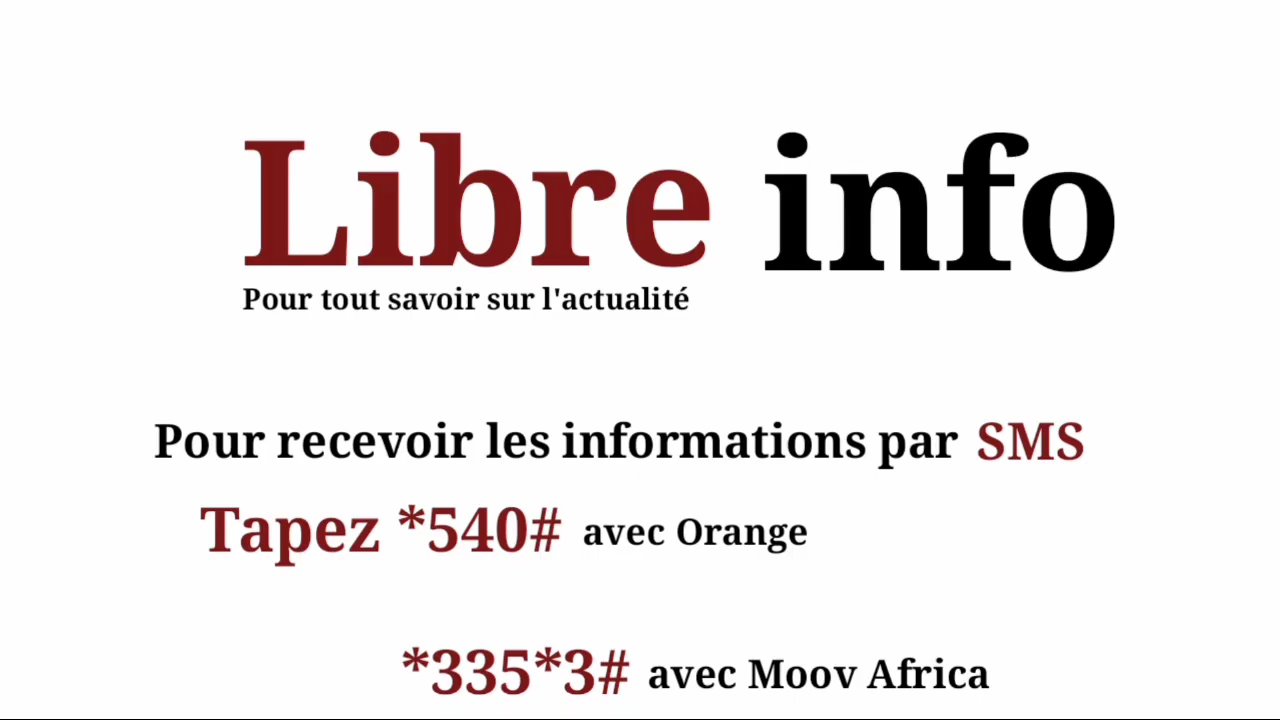 Libre info
Pour tout savoir sur l'actualité
Pour recevoir les informations par SMS
Tapez *540# avec Orange
*335*3# avec Moov Africa